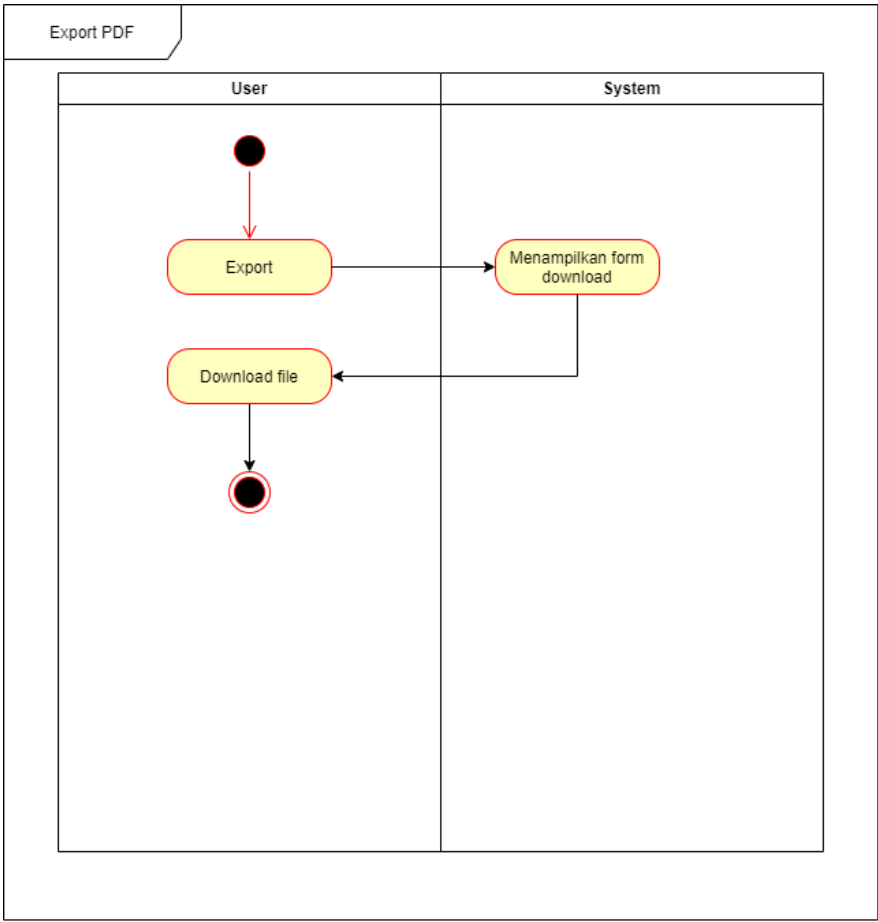 Export PDF
User
System
Export
Menampilkan form
download
Download file